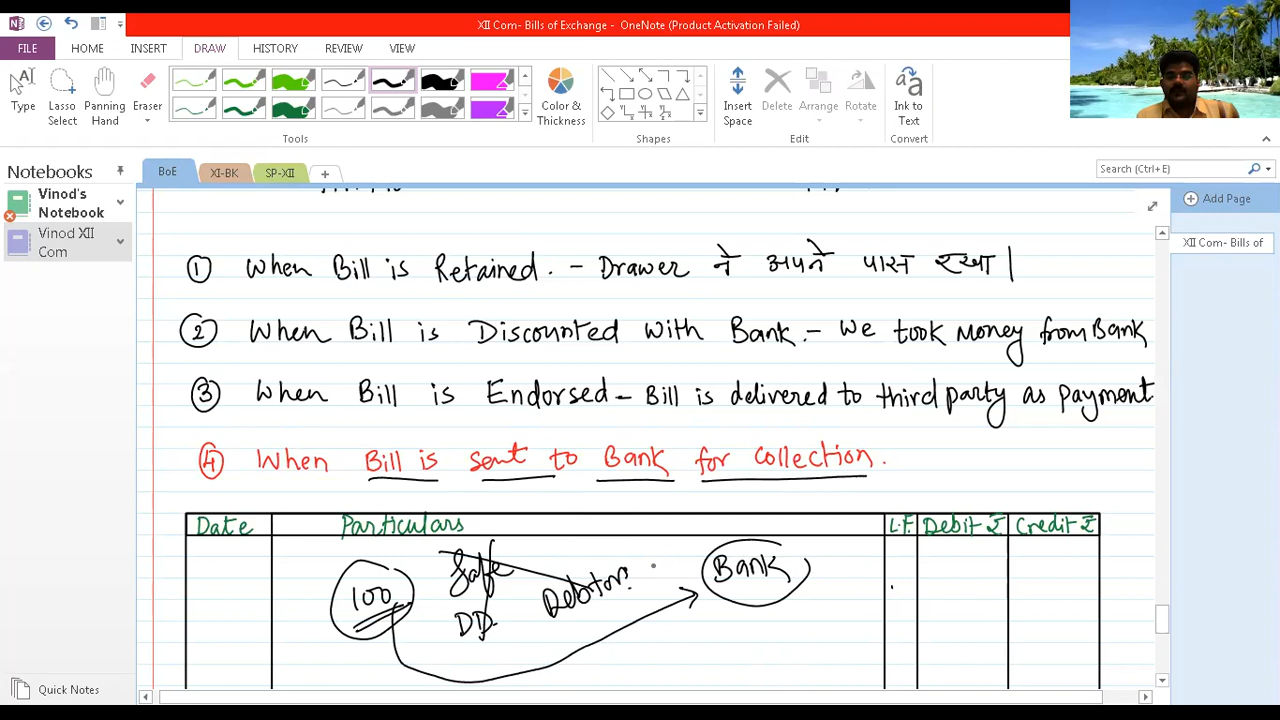 XII Com- Bills of Exchange - OneNote (Product Activation Failed)
FILE HOME INSERT DRAW HISTORY REVIEW VIEW
Type Lasso Select Panning Hand Eraser Color & Thickness Insert Space Delete Arrange Rotate Ink to Text
Tools Shapes Edit Convert
Notebooks BoE XI-BK SP-XII Search (Ctrl+E)
Vinod's Notebook
Add Page
Vinod XII Com
XII Com- Bills of
① When Bill is Retained. - Drawer ने अपने पास रखा |
② When Bill is Discounted with Bank. - We took Money from Bank
③ When Bill is Endorsed - Bill is delivered to third party as payment
④ When Bill is sent to Bank for Collection.
Date Particulars L.F. Debit ₹ Credit ₹
100 Safe Debitors Bank
DD
Quick Notes